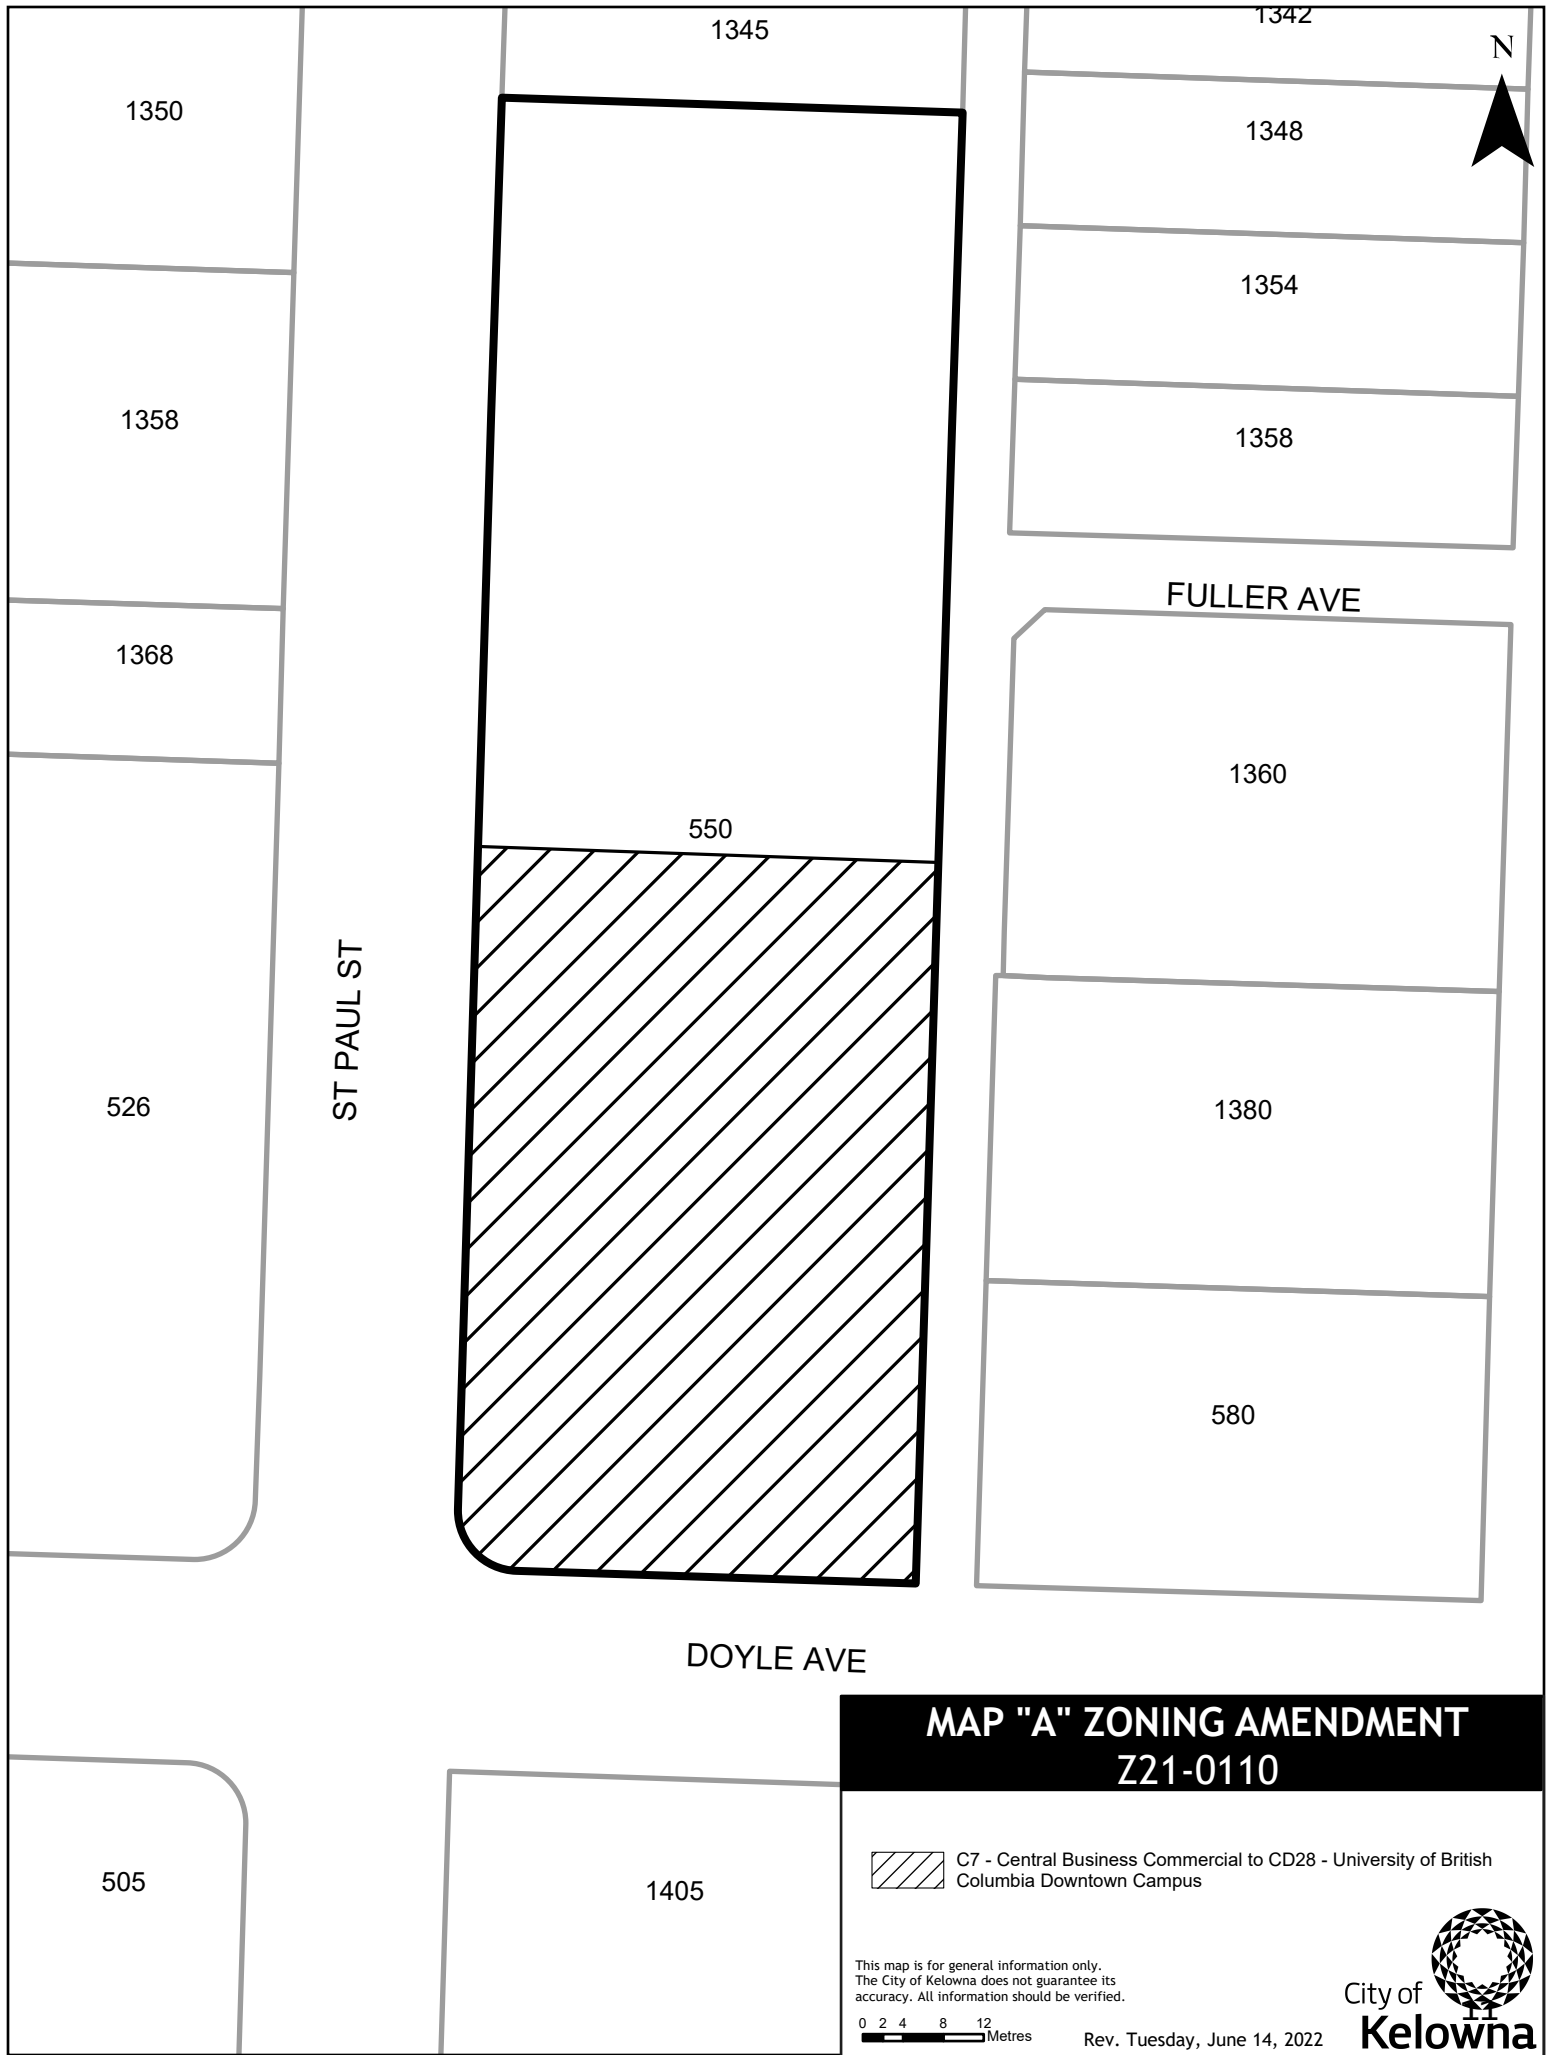 1345
1342
N
1350
1348
1354
1358
1358
FULLER AVE
1368
1360
550
ST PAUL ST
526
1380
580
DOYLE AVE
MAP "A" ZONING AMENDMENT
Z21-0110
505
1405
C7 - Central Business Commercial to CD28 - University of British
Columbia Downtown Campus
This map is for general information only.
The City of Kelowna does not guarantee its
accuracy. All information should be verified.
0 2 4 8 12
Metres
Rev. Tuesday, June 14, 2022
City of
11
Kelowna